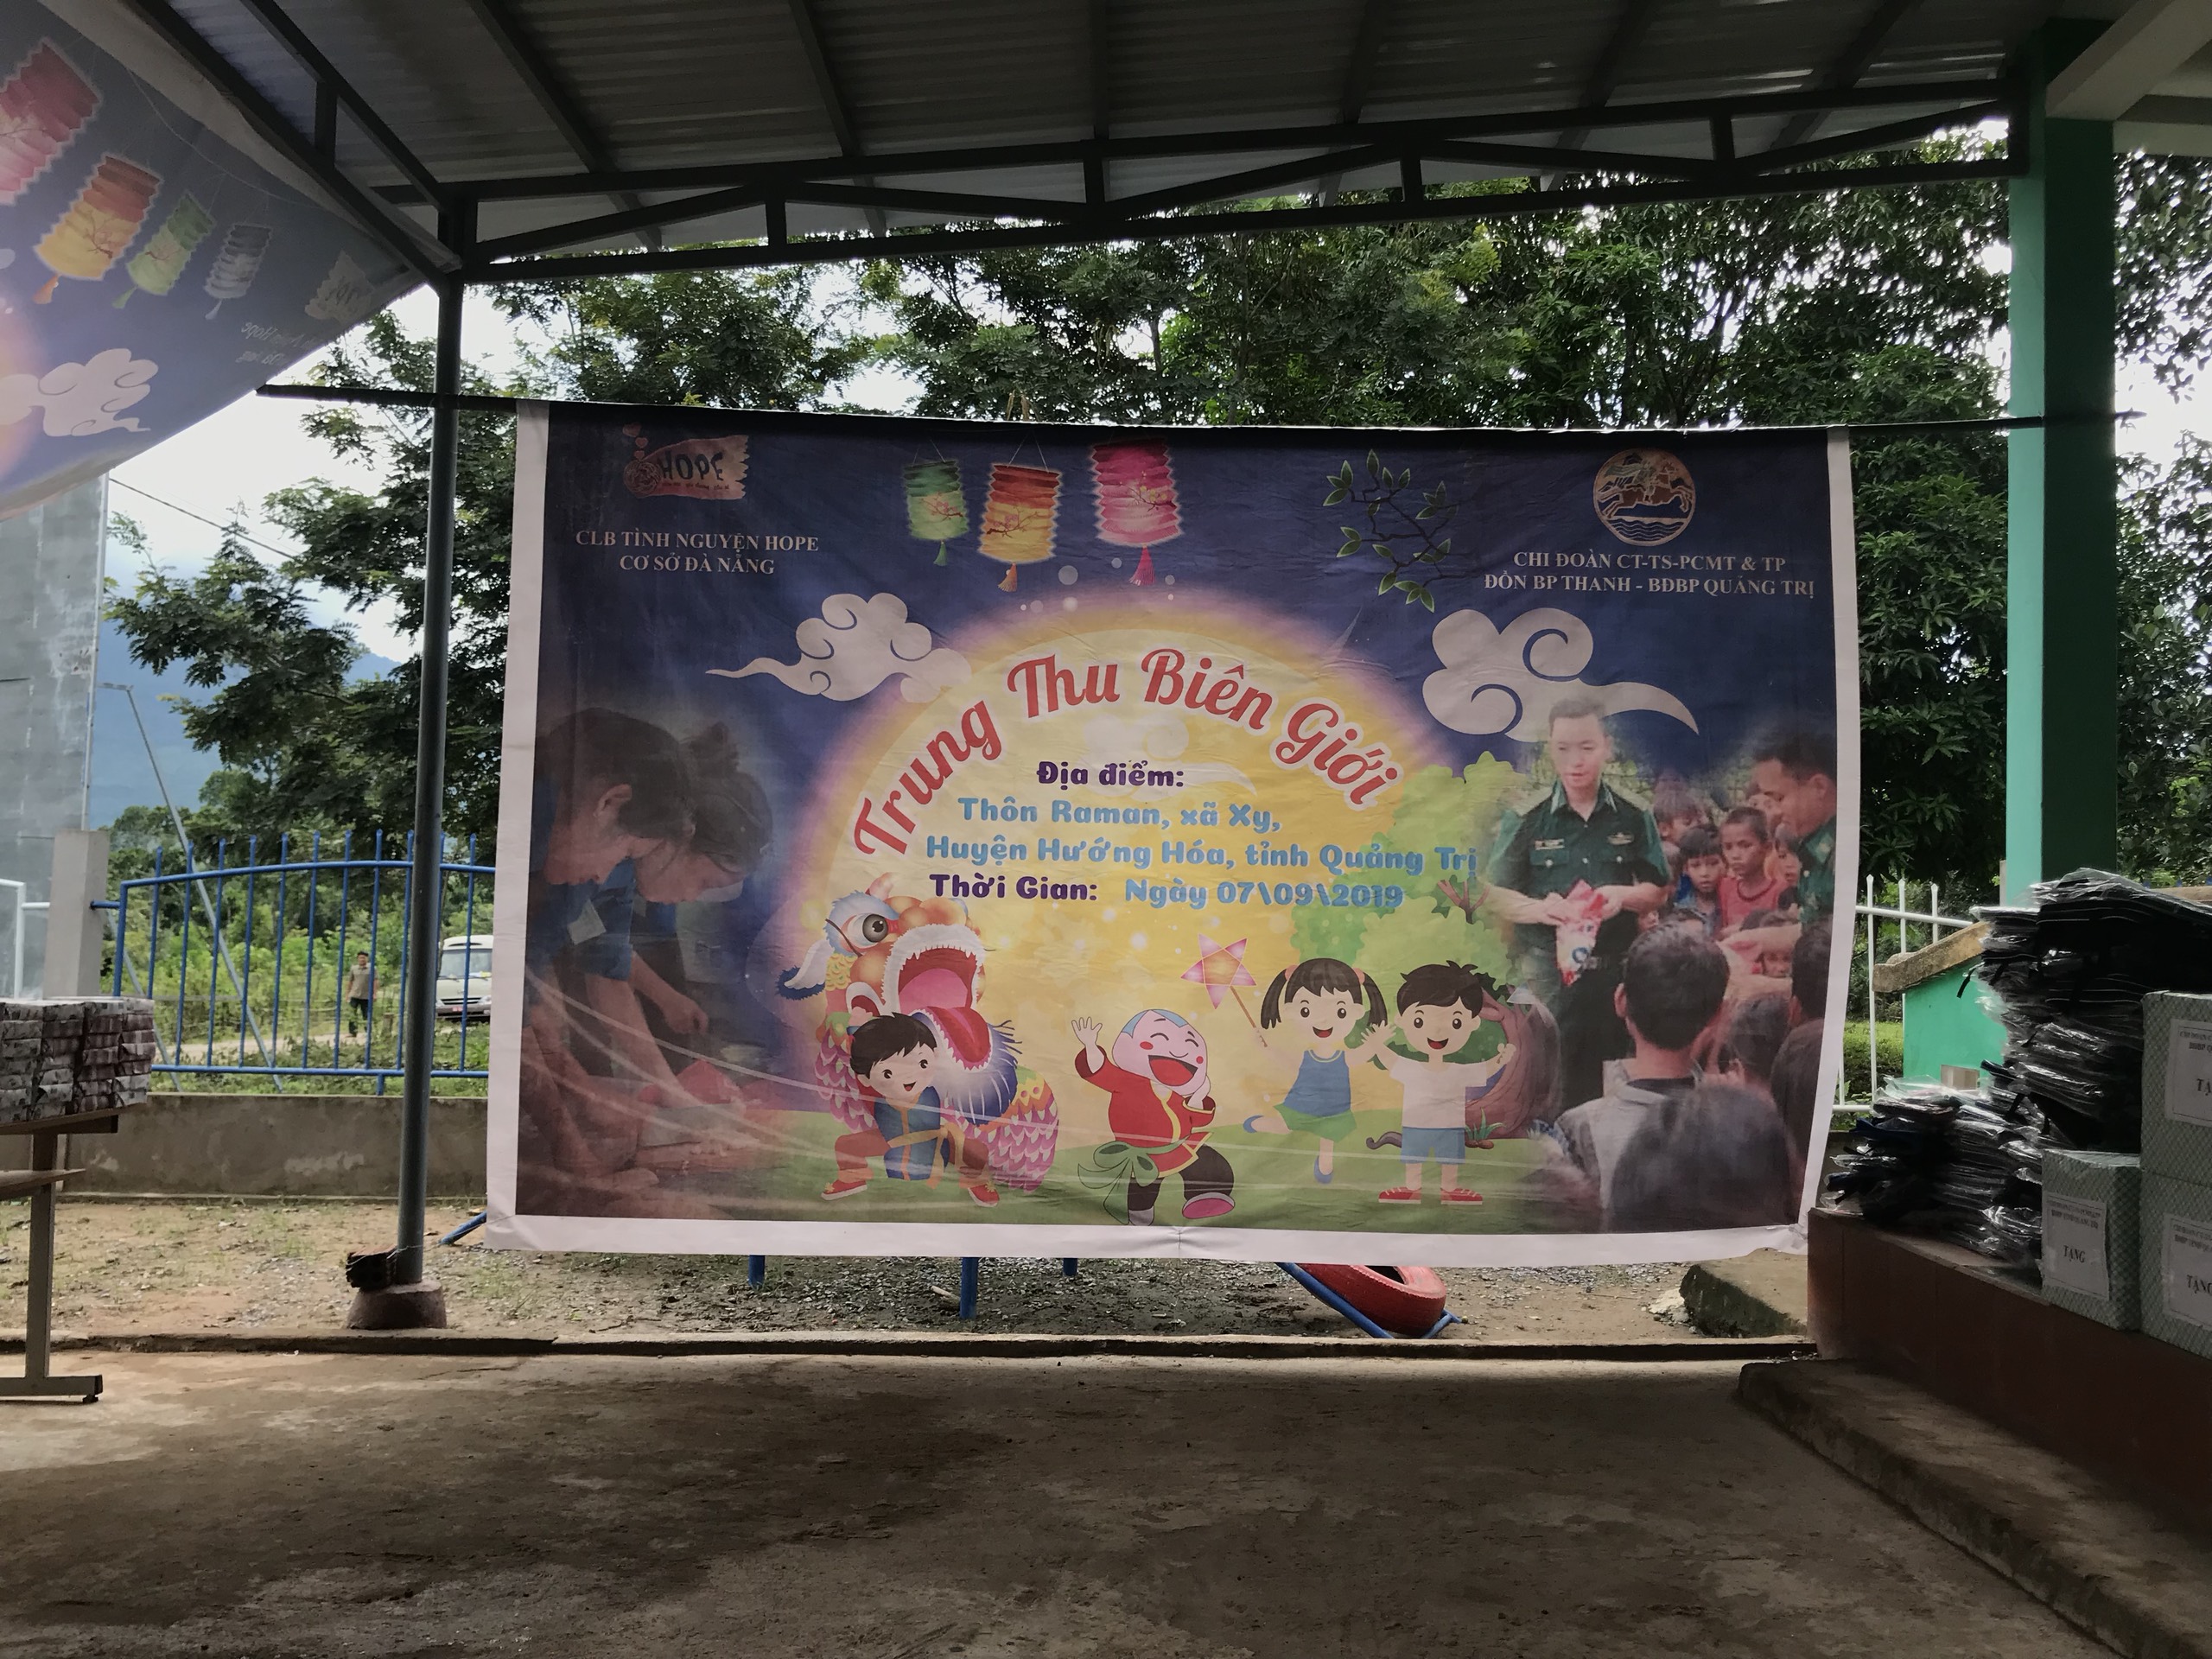 HOPE
CLB TÌNH NGUYỆN HOPE
CƠ SỞ ĐÀ NẴNG
CHI ĐOÀN CT-TS-PCMT & TP
ĐỒN BP THANH - BĐBP QUẢNG TRỊ
Trung Thu Biên Giới
Địa điểm:
Thôn Raman, xã Xy,
Huyện Hướng Hóa, tỉnh Quảng Trị
Thời Gian: Ngày 07\09\2019
TẶNG